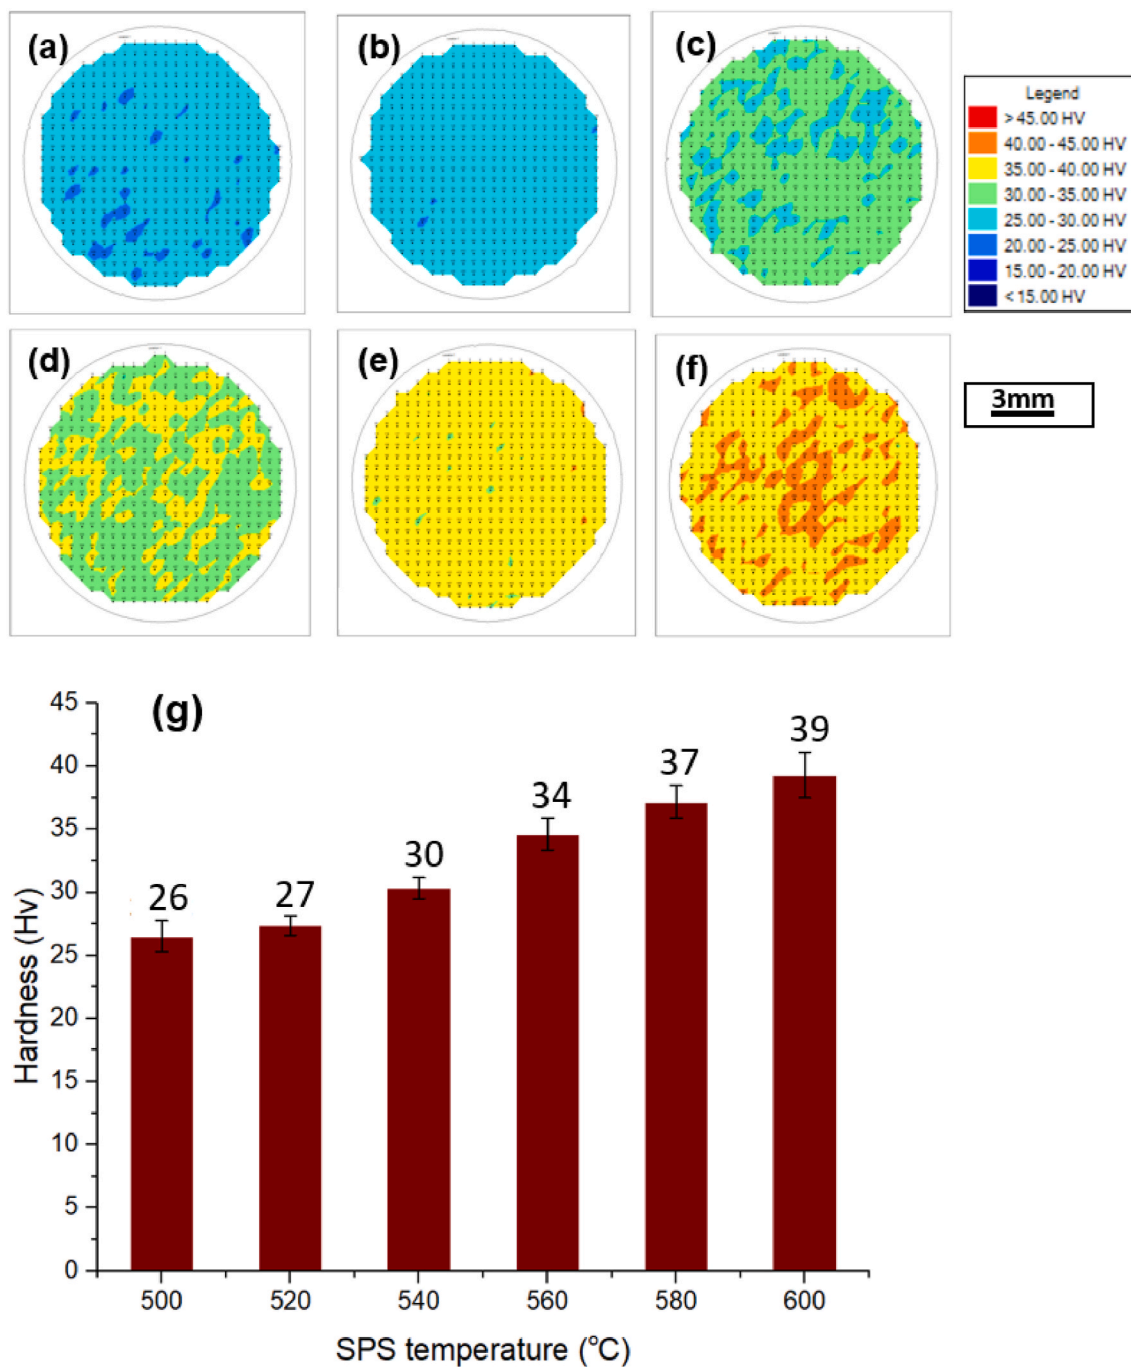 (a)
(b)
(c)
Legend
> 45.00 HV
40.00 - 45.00 HV
35.00 - 40.00 HV
30.00 - 35.00 HV
25.00 - 30.00 HV
20.00 - 25.00 HV
15.00 - 20.00 HV
< 15.00 HV
(d)
(e)
(f)
3mm
(g)
45
40
35
30
25
20
15
10
5
0
Hardness (Hv)
26
27
30
34
37
39
500
520
540
560
580
600
SPS temperature (°C)